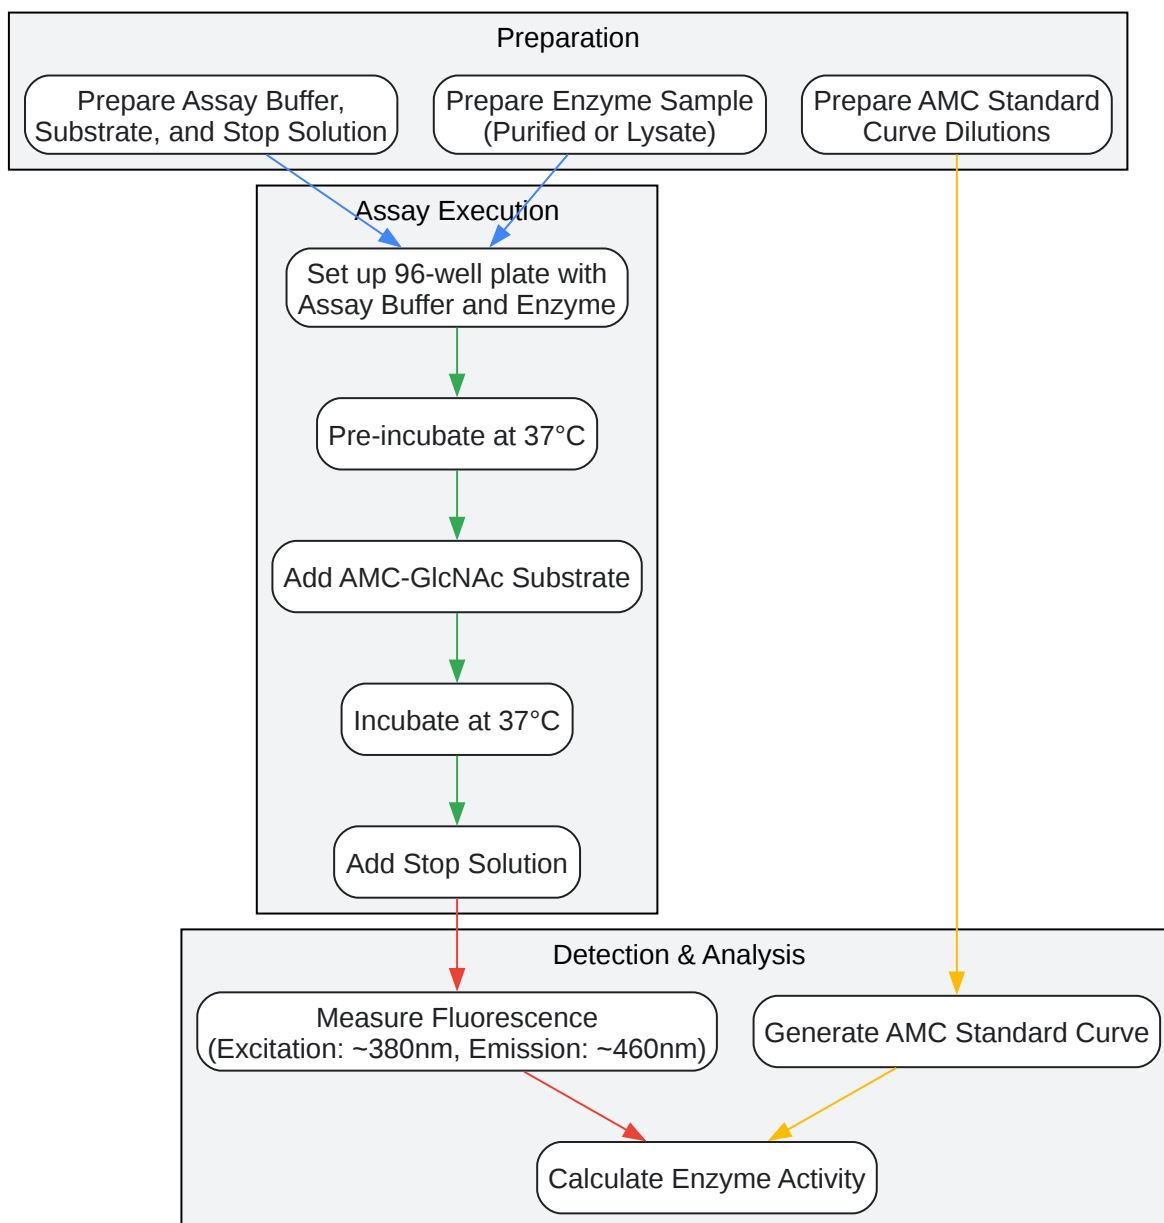 Preparation
Prepare Assay Buffer,
Substrate, and Stop Solution
Prepare Enzyme Sample
(Purified or Lysate)
Prepare AMC Standard
Curve Dilutions
Assay Execution
Set up 96-well plate with
Assay Buffer and Enzyme
Pre-incubate at 37°C
Add AMC-GlcNAc Substrate
Incubate at 37°C
Add Stop Solution
Detection & Analysis
Measure Fluorescence
(Excitation: ~380nm, Emission: ~460nm)
Generate AMC Standard Curve
Calculate Enzyme Activity